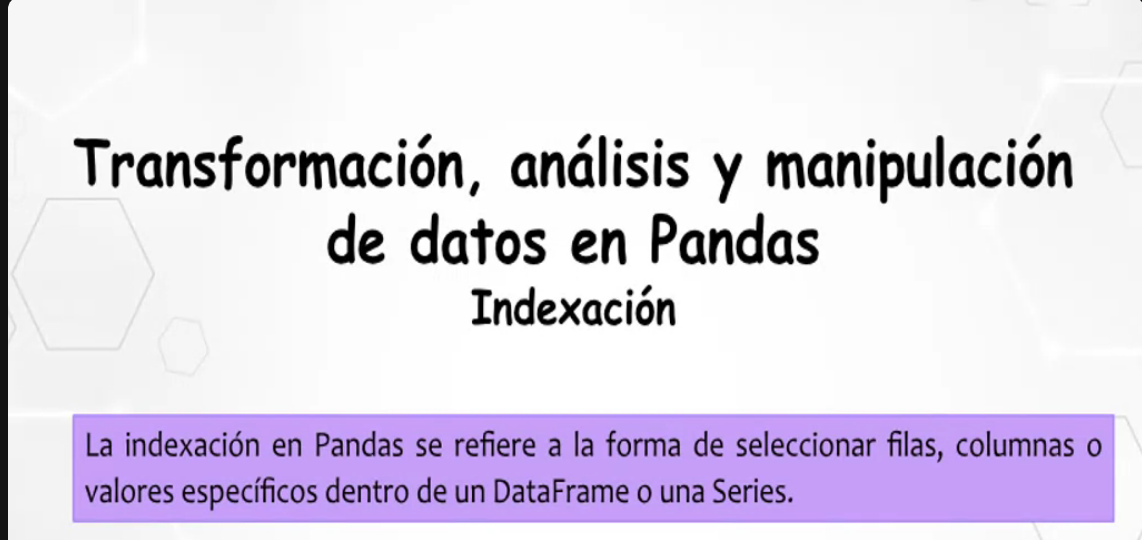 Transformación, análisis y manipulación
de datos en Pandas
Indexación
La indexación en Pandas se refiere a la forma de seleccionar filas, columnas o
valores específicos dentro de un DataFrame o una Series.